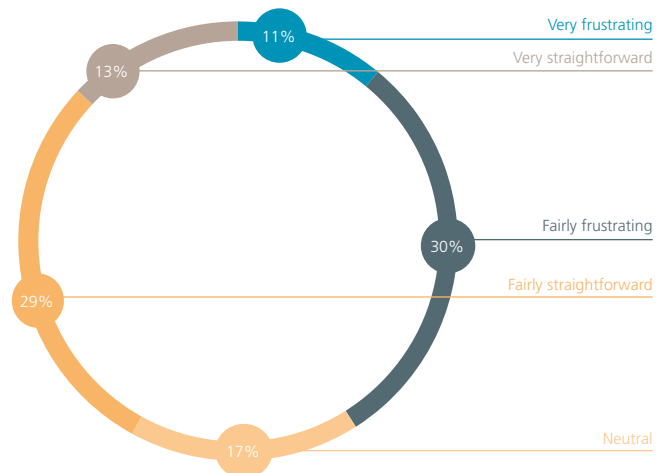 11%
Very frustrating
13%
Very straightforward
30%
Fairly frustrating
29%
Fairly straightforward
17%
Neutral